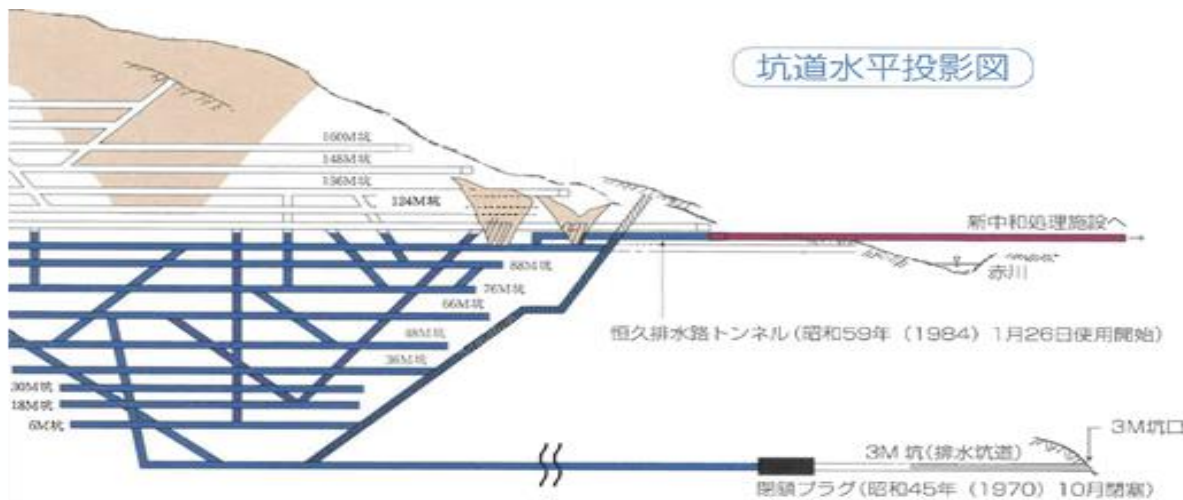 坑道水平投影図
160M坑
148M坑
136M坑
124M坑
新中和処理施設へ
88M坑
赤川
76M坑
66M坑
恒久排水路トンネル(昭和59年(1984)1月26日使用開始)
48M坑
36M坑
30M坑
18M坑
6M坑
3M坑口
3M坑(排水坑道)
閉鎖プラグ(昭和45年(1970)10月閉塞)